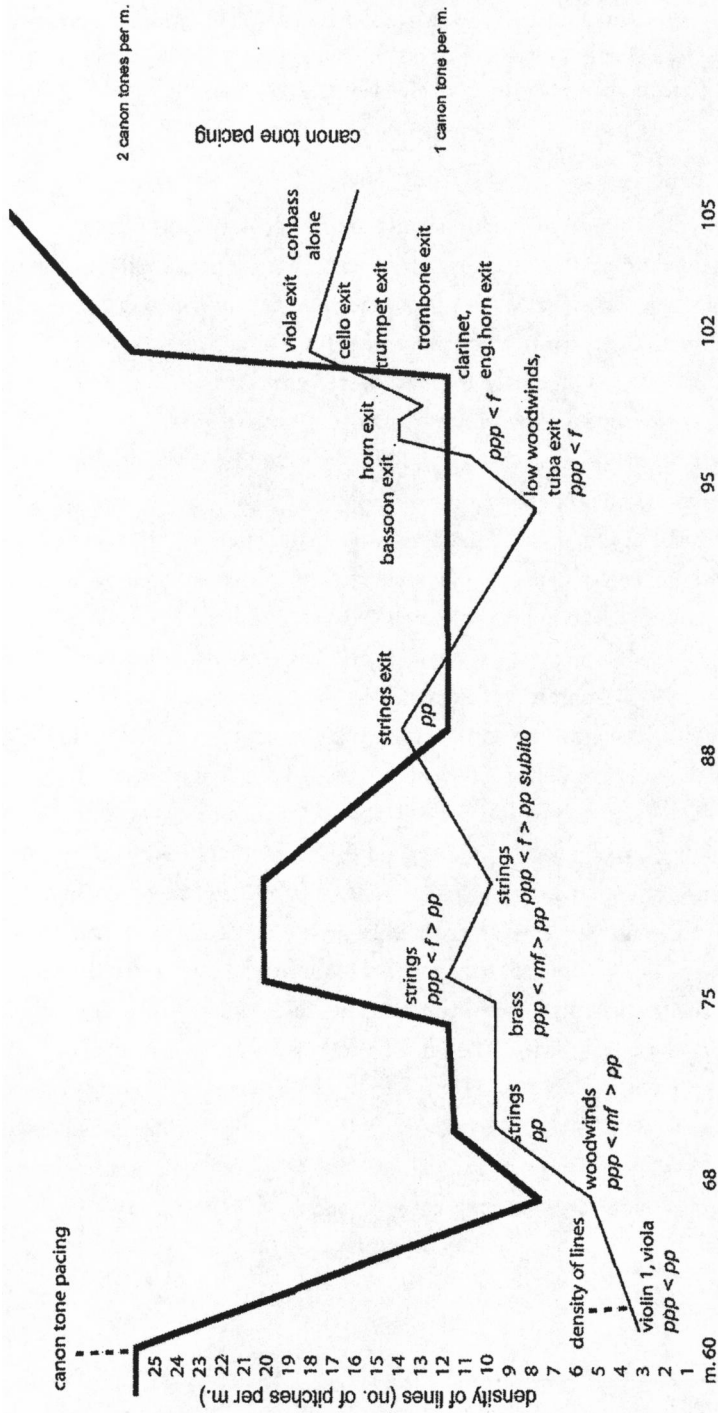 canon tone pacing
2 canon tones per m.
canon tone pacing
1 canon tone per m.
density of lines (no. of pitches per m.)
25
24
23
22
21
20
19
18
17
16
15
14
13
12
11
10
9
8
7
6
5
4
3
2
1
density of lines
violin 1, viola
ppp < pp
woodwinds
ppp < mf > pp
strings
pp
brass
ppp < mf > pp
strings
ppp < f > pp
strings
ppp < f > pp subito
strings exit
pp
low woodwinds,
tuba exit
ppp < f
bassoon exit
horn exit
ppp < f
clarinet,
eng. horn exit
trombone exit
trumpet exit
cello exit
viola exit
conbass
alone
m.60
68
75
88
95
102
105